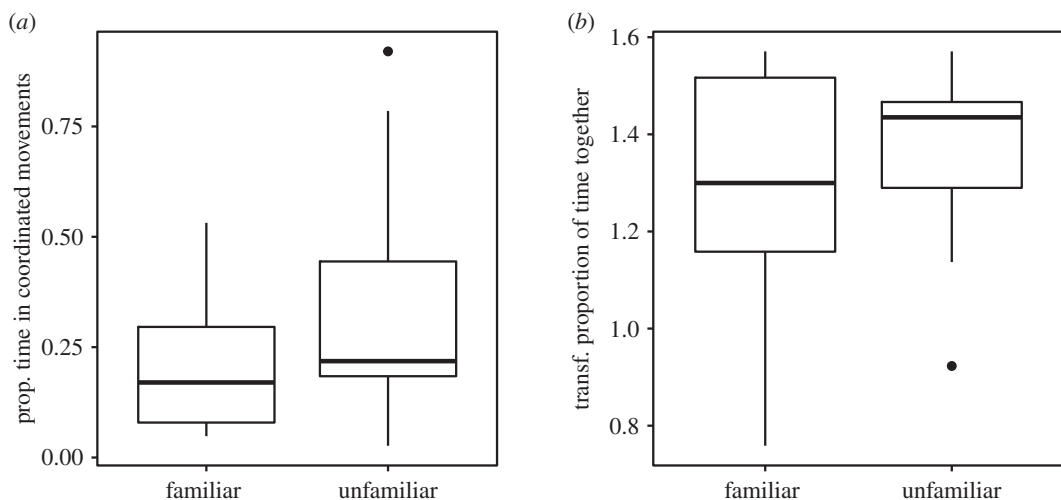 (a)
prop. time in coordinated movements
0.75
0.50
0.25
0.00
familiar unfamiliar
(b)
transf. proportion of time together
1.6
1.4
1.2
1.0
0.8
familiar unfamiliar